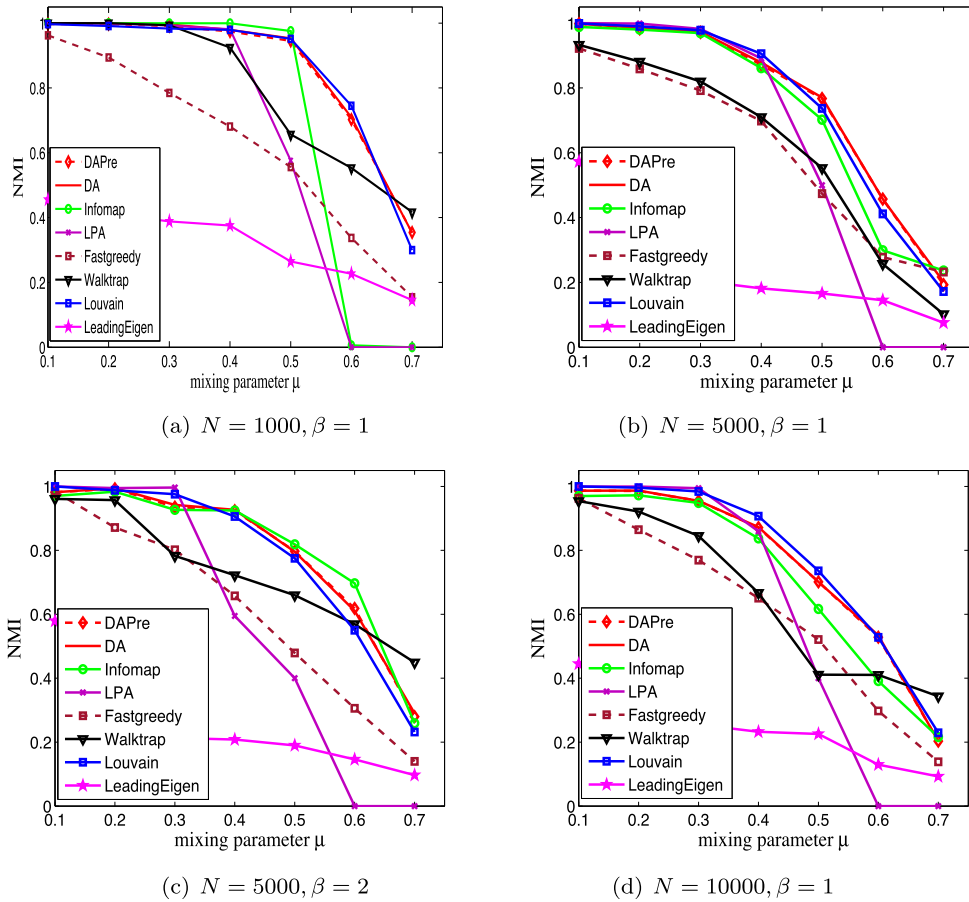 1
0.8
0.6
0.4
0.2
0
NMI
DAPre
DA
Infomap
LPA
Fastgreedy
Walktrap
Louvain
LeadingEigen
0.1 0.2 0.3 0.4 0.5 0.6 0.7
mixing parameter μ
(a) N = 1000, β = 1
1
0.8
0.6
0.4
0.2
0
NMI
DAPre
DA
Infomap
LPA
Fastgreedy
Walktrap
Louvain
LeadingEigen
0.1 0.2 0.3 0.4 0.5 0.6 0.7
mixing parameter μ
(b) N = 5000, β = 1
1
0.8
0.6
0.4
0.2
0
NMI
DAPre
DA
Infomap
LPA
Fastgreedy
Walktrap
Louvain
LeadingEigen
0.1 0.2 0.3 0.4 0.5 0.6 0.7
mixing parameter μ
(c) N = 5000, β = 2
1
0.8
0.6
0.4
0.2
0
NMI
DAPre
DA
Infomap
LPA
Fastgreedy
Walktrap
Louvain
LeadingEigen
0.1 0.2 0.3 0.4 0.5 0.6 0.7
mixing parameter μ
(d) N = 10000, β = 1